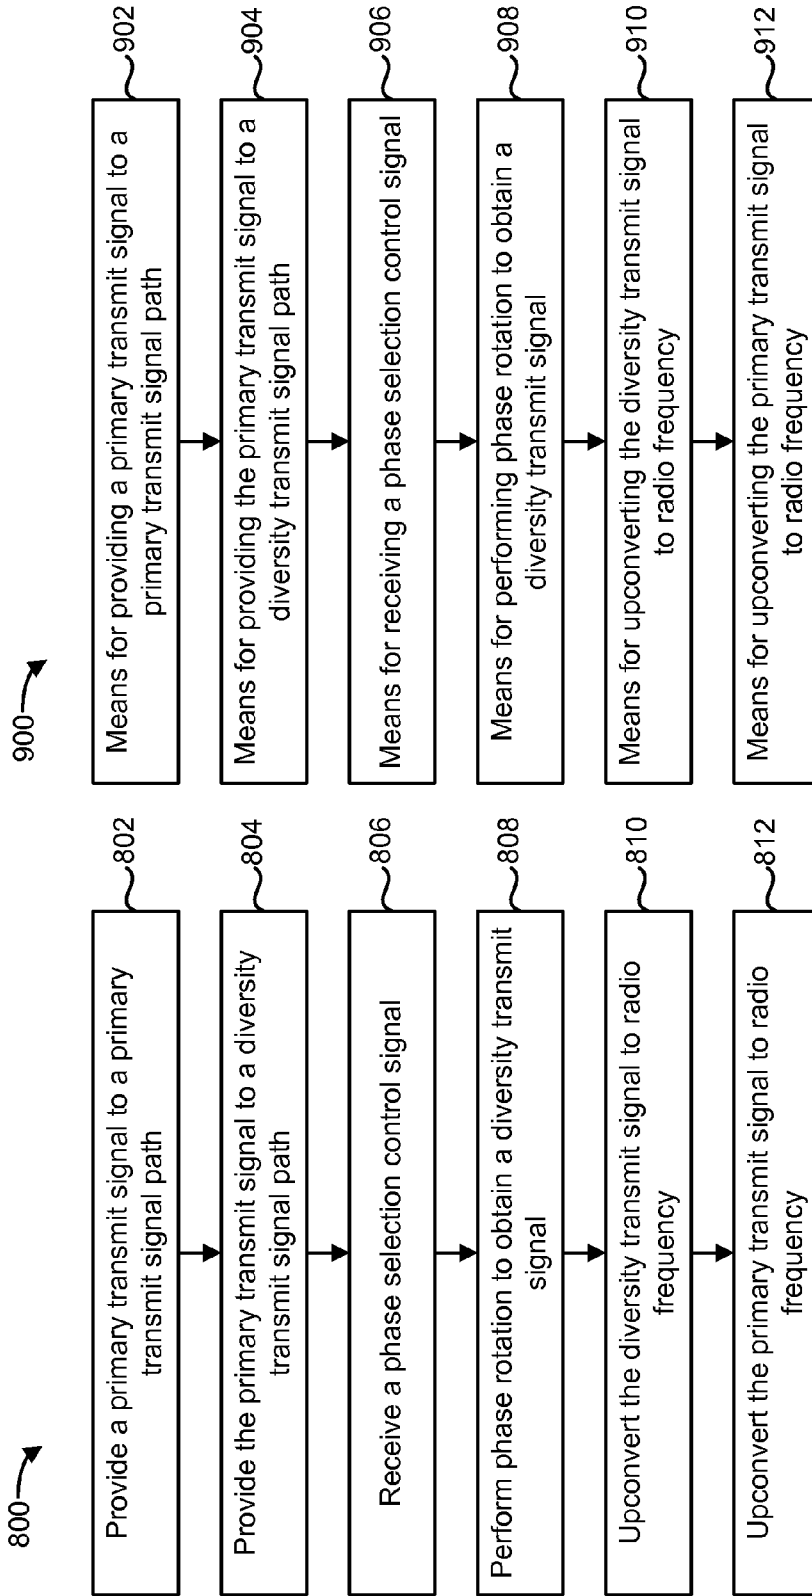 800
Provide a primary transmit signal to a primary
transmit signal path
802
Provide the primary transmit signal to a diversity
transmit signal path
804
Receive a phase selection control signal
806
Perform phase rotation to obtain a diversity transmit
signal
808
Upconvert the diversity transmit signal to radio
frequency
810
Upconvert the primary transmit signal to radio
frequency
812
900
Means for providing a primary transmit signal to a
primary transmit signal path
902
Means for providing the primary transmit signal to a
diversity transmit signal path
904
Means for receiving a phase selection control signal
906
Means for performing phase rotation to obtain a
diversity transmit signal
908
Means for upconverting the diversity transmit signal
to radio frequency
910
Means for upconverting the primary transmit signal
to radio frequency
912